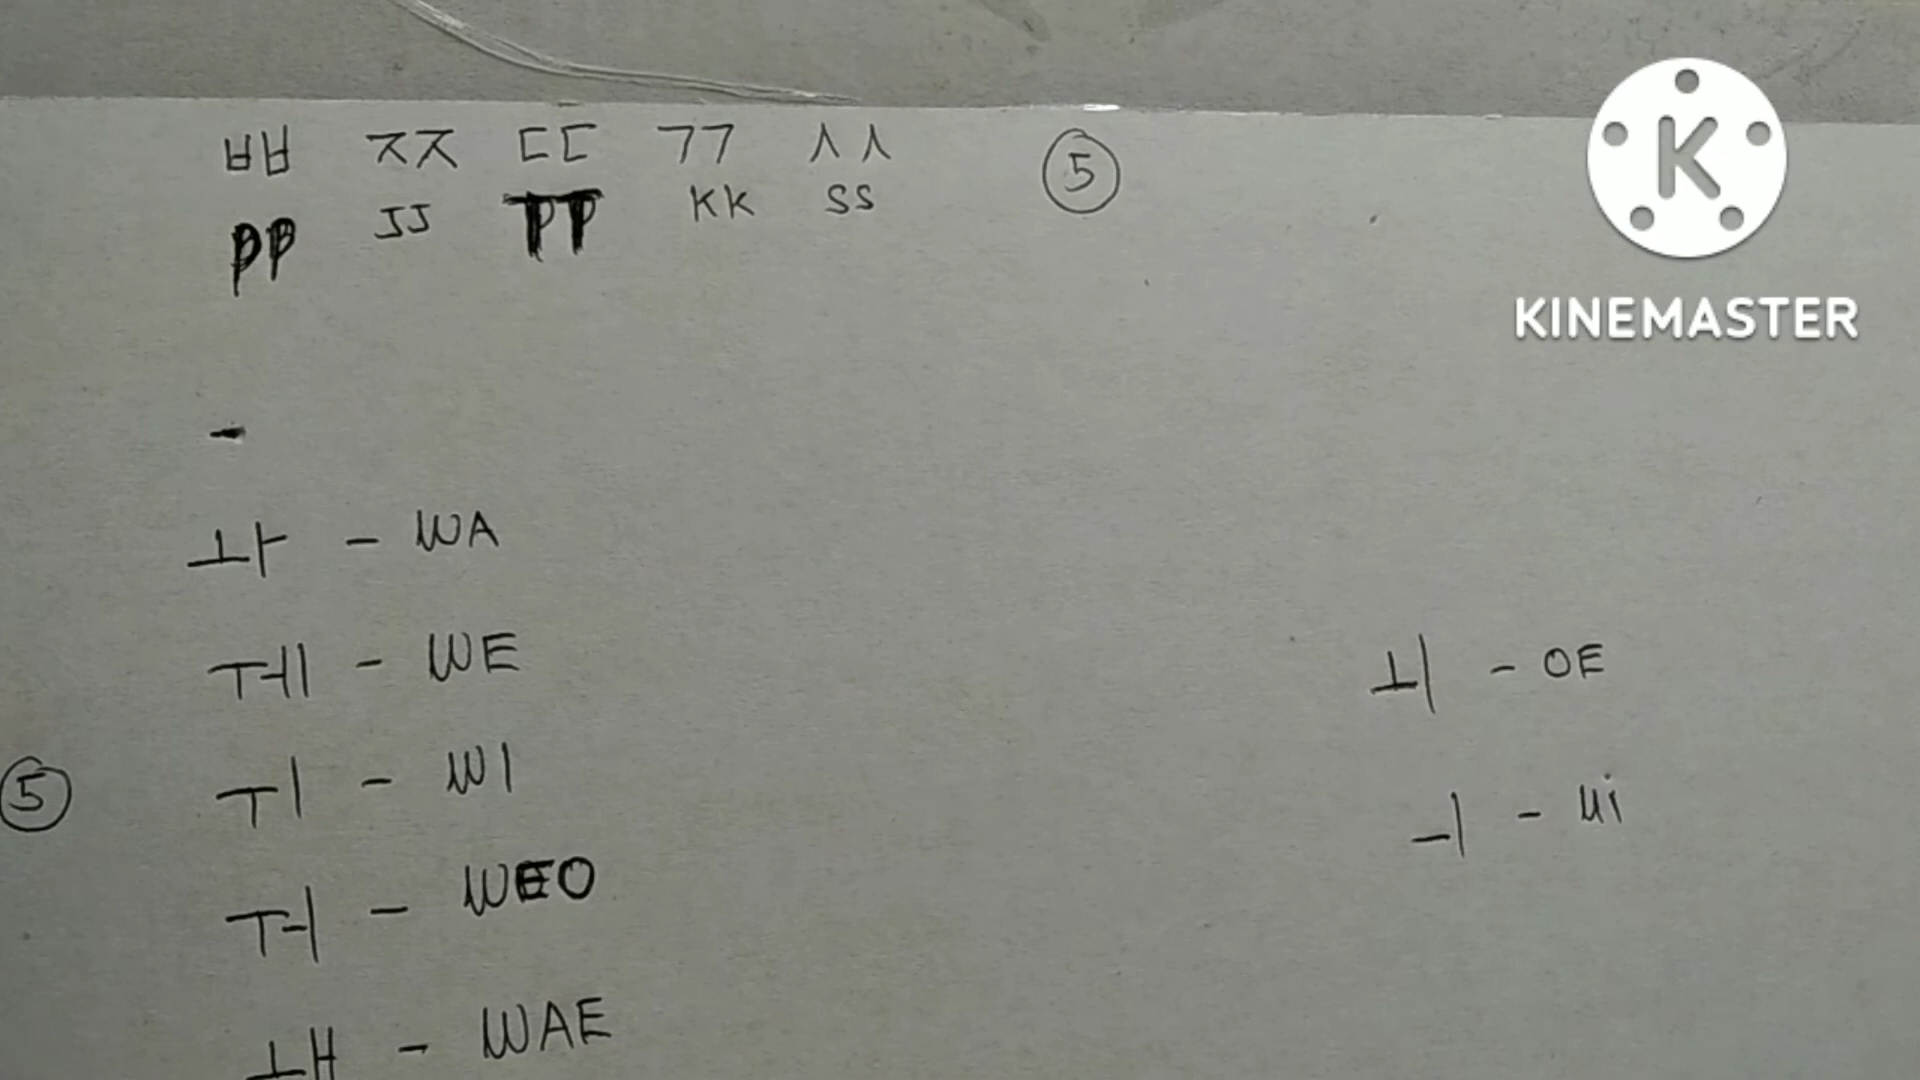 ㅃ ㅉ ㄸ ㄲ ㅆ ⑤
PP JJ TT KK SS
KINEMASTER
-
ㅘ - WA
ㅞ - WE
ㅚ - OE
⑤ ㅟ - WI
ㅢ - Ui
ㅝ - WEO
ㅙ - WAE